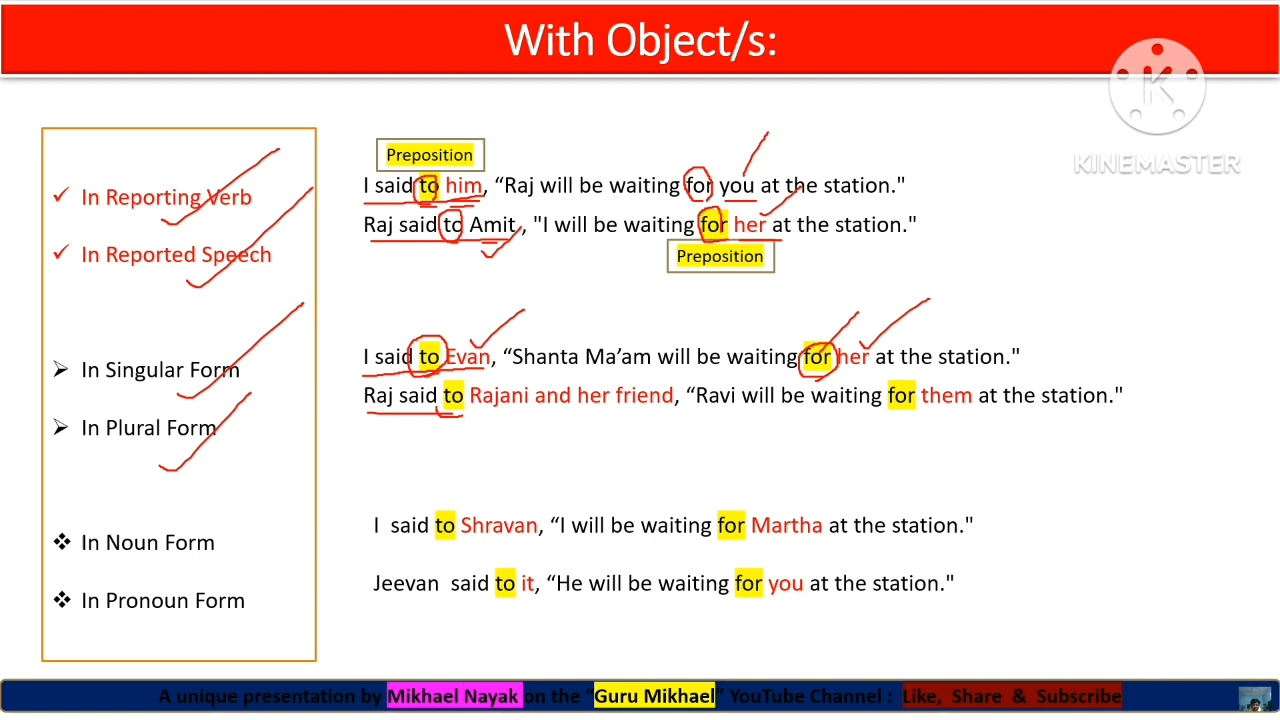 With Object/s:
KINEMASTER
✓ In Reporting Verb
✓ In Reported Speech
➢ In Singular Form
➢ In Plural Form
❖ In Noun Form
❖ In Pronoun Form
Preposition
I said to him, “Raj will be waiting for you at the station."
Raj said to Amit , "I will be waiting for her at the station."
Preposition
I said to Evan, “Shanta Ma’am will be waiting for her at the station."
Raj said to Rajani and her friend, “Ravi will be waiting for them at the station."
I said to Shravan, “I will be waiting for Martha at the station."
Jeevan said to it, “He will be waiting for you at the station."
A unique presentation by Mikhael Nayak on the “Guru Mikhael” YouTube Channel : Like, Share & Subscribe